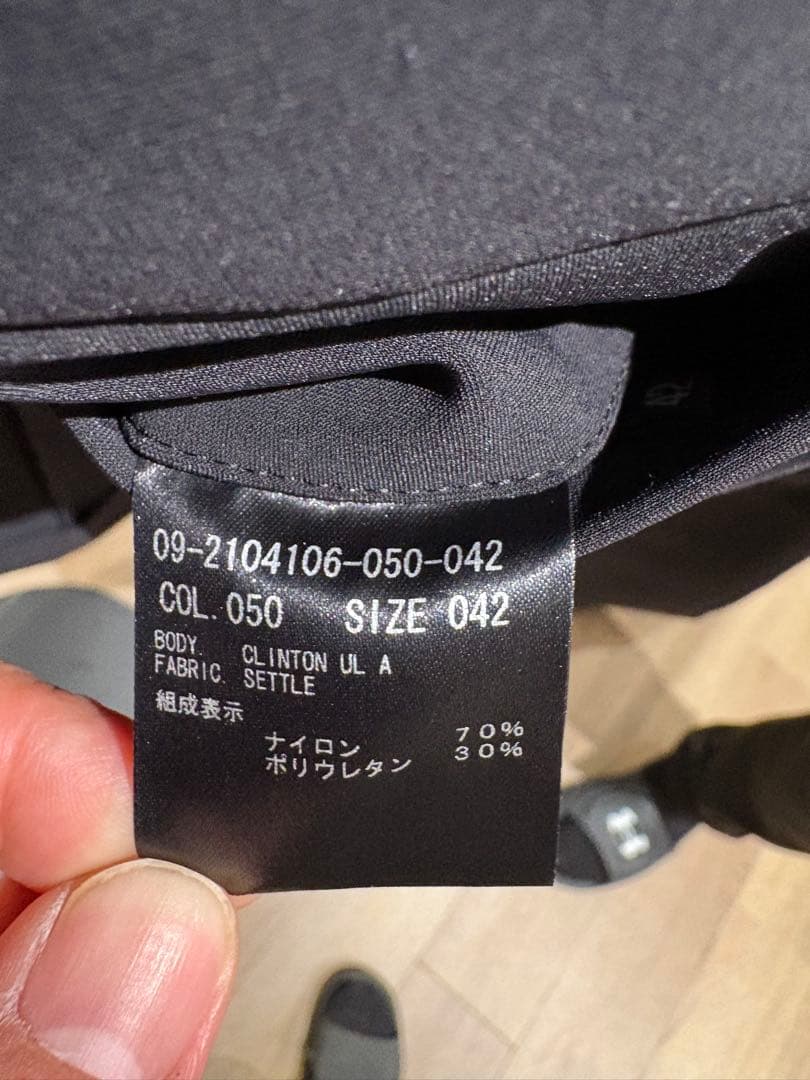 09-2104106-050-042
COL. 050 SIZE 042
BODY. CLINTON UL A
FABRIC. SETTLE
組成表示
ナイロン 70%
ポリウレタン 30%